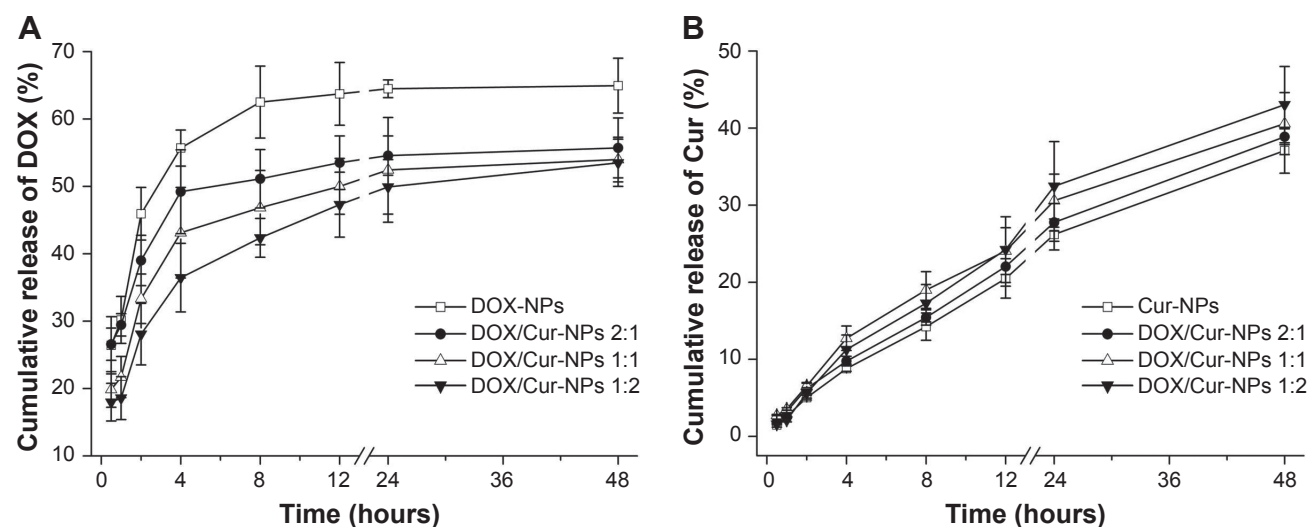 A
Cumulative release of DOX (%)
70
60
50
40
30
20
10
0 4 8 12 24 36 48
Time (hours)
DOX-NPs
DOX/Cur-NPs 2:1
DOX/Cur-NPs 1:1
DOX/Cur-NPs 1:2
B
Cumulative release of Cur (%)
50
40
30
20
10
0
0 4 8 12 24 36 48
Time (hours)
Cur-NPs
DOX/Cur-NPs 2:1
DOX/Cur-NPs 1:1
DOX/Cur-NPs 1:2